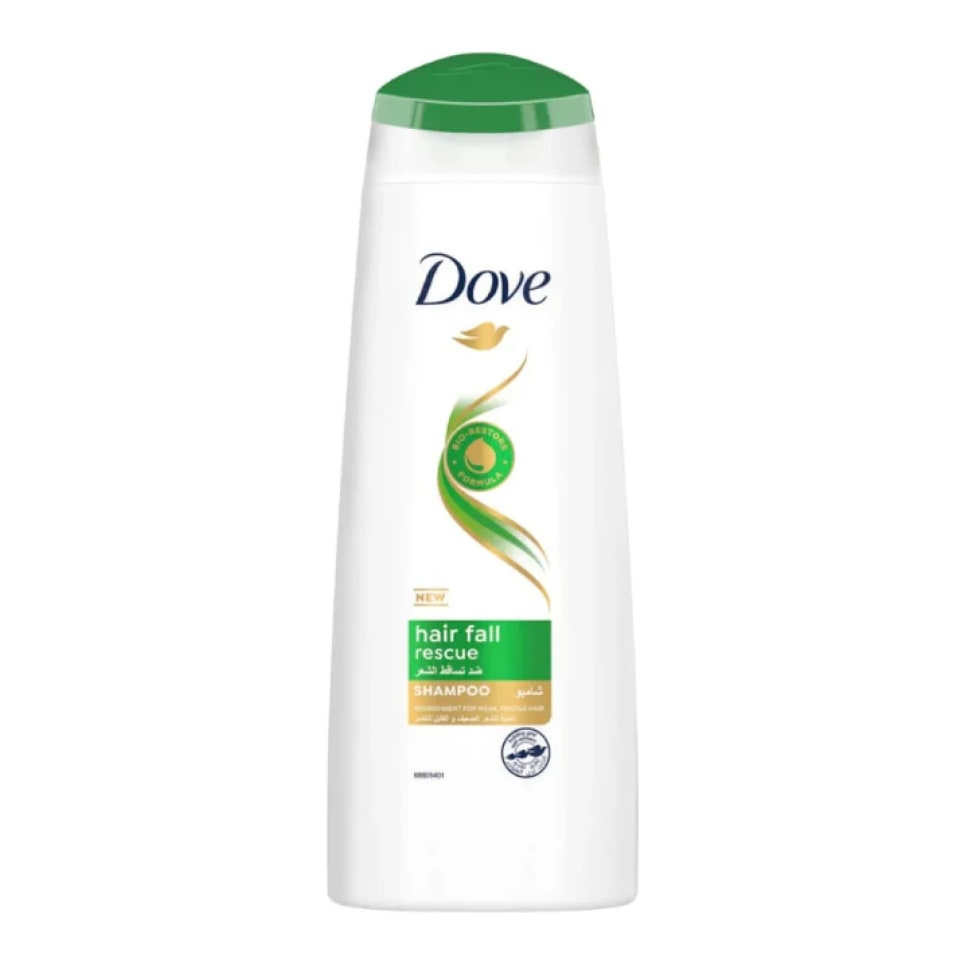 Dove
BIO-RESTORE
FORMULA
NEW
hair fall
rescue
ضد تساقط الشعر
SHAMPOO شامبو
NOURISHMENT FOR WEAK, FRAGILE HAIR